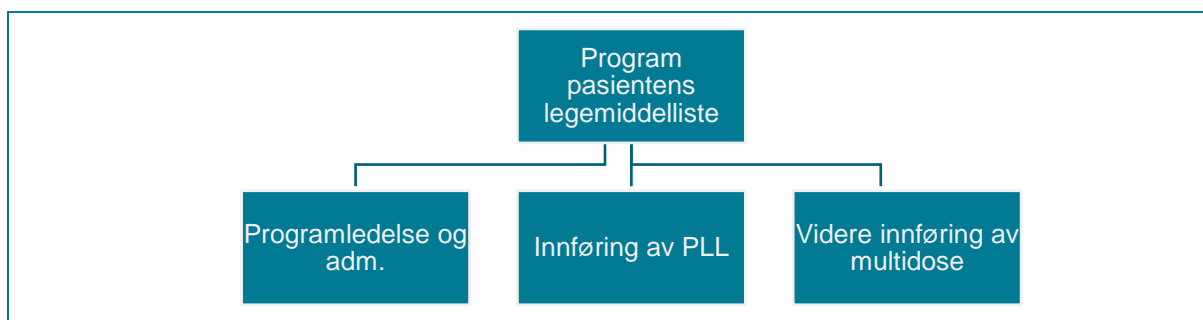 Program
pasientens
legemiddelliste
Programledelse og
adm.
Innføring av PLL
Videre innføring av
multidose